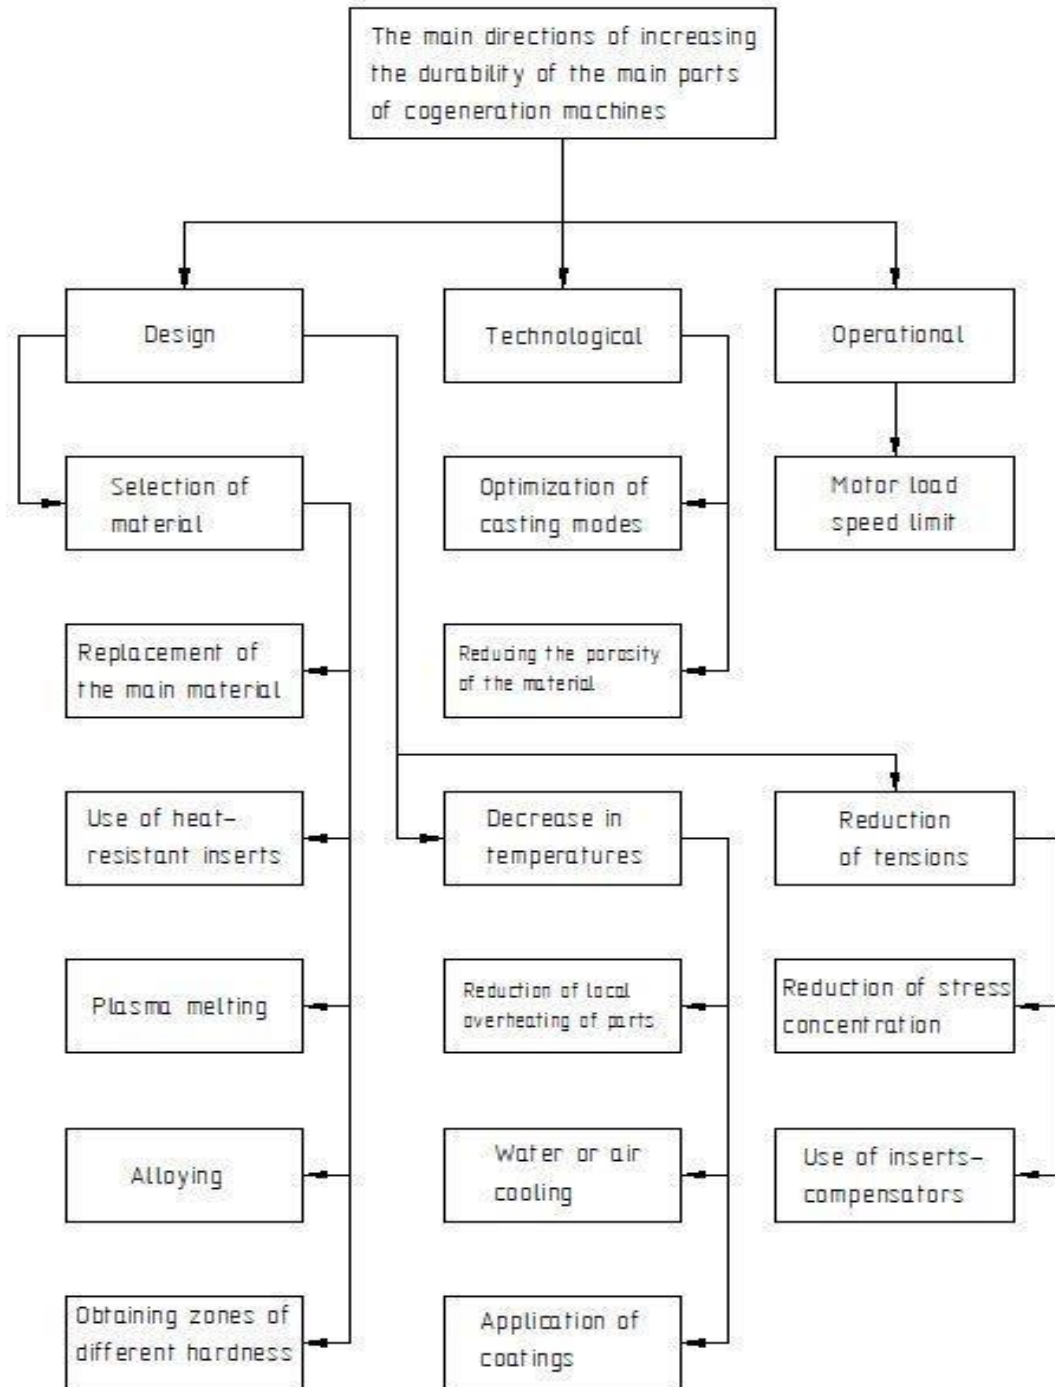 The main directions of increasing
the durability of the main parts
of cogeneration machines
Design
Technological
Operational
Selection of
material
Optimization of
casting modes
Motor load
speed limit
Replacement of
the main material
Reducing the porosity
of the material
Use of heat-
resistant inserts
Decrease in
temperatures
Reduction
of tensions
Plasma melting
Reduction of local
overheating of parts
Reduction of stress
concentration
Alloying
Water or air
cooling
Use of inserts-
compensators
Obtaining zones of
different hardness
Application of
coatings